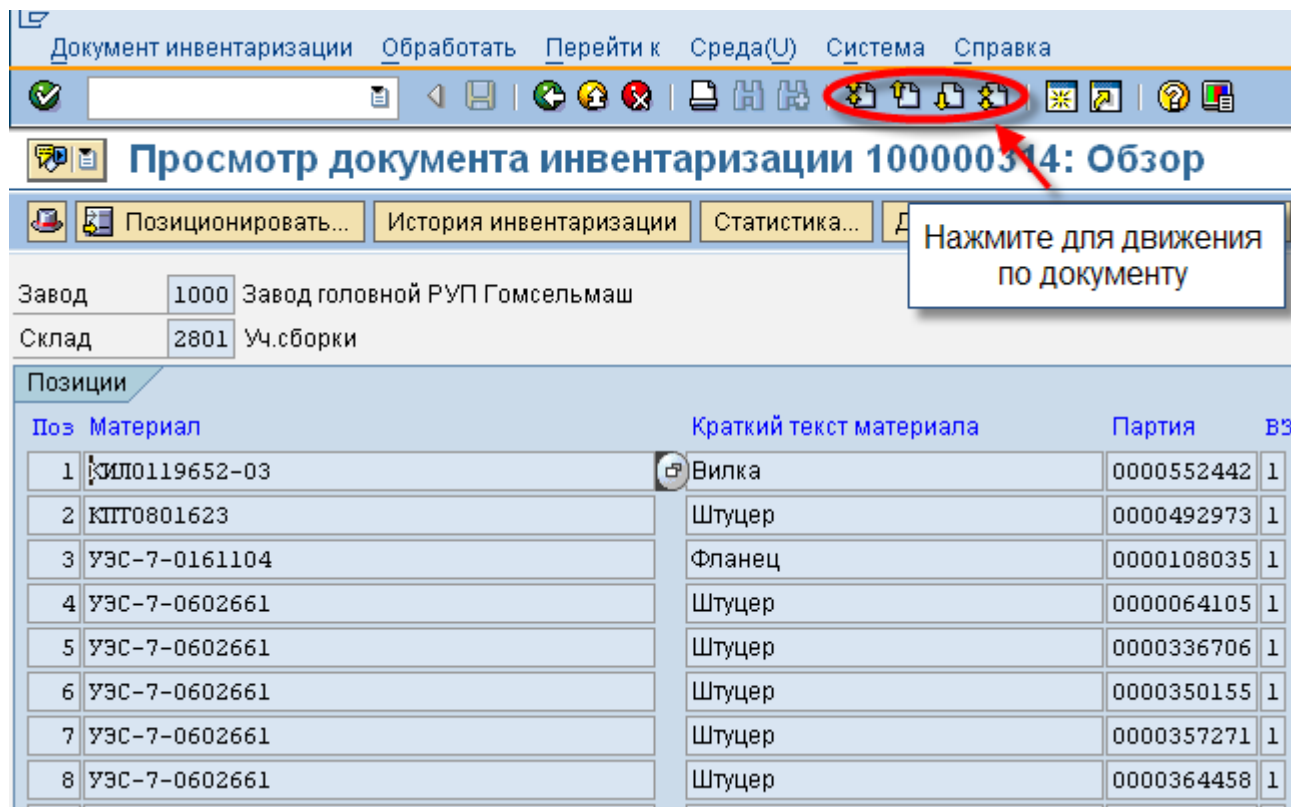 Документ инвентаризации Обработать Перейти к Среда(U) Система Справка
Просмотр документа инвентаризации 100000314: Обзор
Позиционировать... История инвентаризации Статистика... Д
Нажмите для движения
по документу
Завод 1000 Завод головной РУП Гомсельмаш
Склад 2801 Уч.сборки
Позиции
Поз Материал Краткий текст материала Партия ВЗ
1 КИЛ0119652-03 Вилка 0000552442 1
2 КПТ0801623 Штуцер 0000492973 1
3 УЭС-7-0161104 Фланец 0000108035 1
4 УЭС-7-0602661 Штуцер 0000064105 1
5 УЭС-7-0602661 Штуцер 0000336706 1
6 УЭС-7-0602661 Штуцер 0000350155 1
7 УЭС-7-0602661 Штуцер 0000357271 1
8 УЭС-7-0602661 Штуцер 0000364458 1